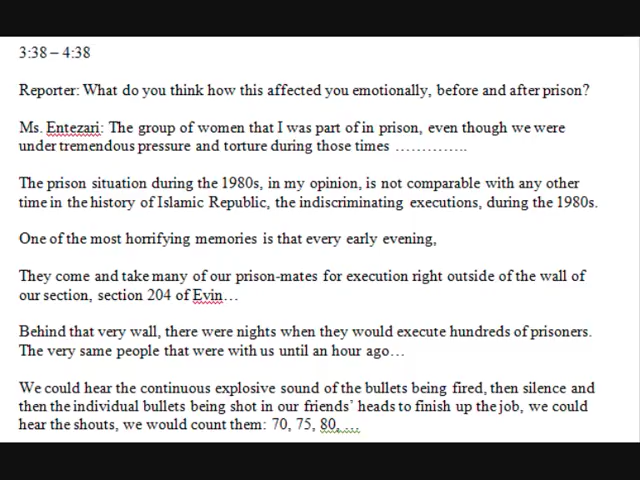 3:38 – 4:38
Reporter: What do you think how this affected you emotionally, before and after prison?
Ms. Entezari: The group of women that I was part of in prison, even though we were
under tremendous pressure and torture during those times …………..
The prison situation during the 1980s, in my opinion, is not comparable with any other
time in the history of Islamic Republic, the indiscriminating executions, during the 1980s.
One of the most horrifying memories is that every early evening,
They come and take many of our prison-mates for execution right outside of the wall of
our section, section 204 of Evin…
Behind that very wall, there were nights when they would execute hundreds of prisoners.
The very same people that were with us until an hour ago…
We could hear the continuous explosive sound of the bullets being fired, then silence and
then the individual bullets being shot in our friends’ heads to finish up the job, we could
hear the shouts, we would count them: 70, 75, 80, …